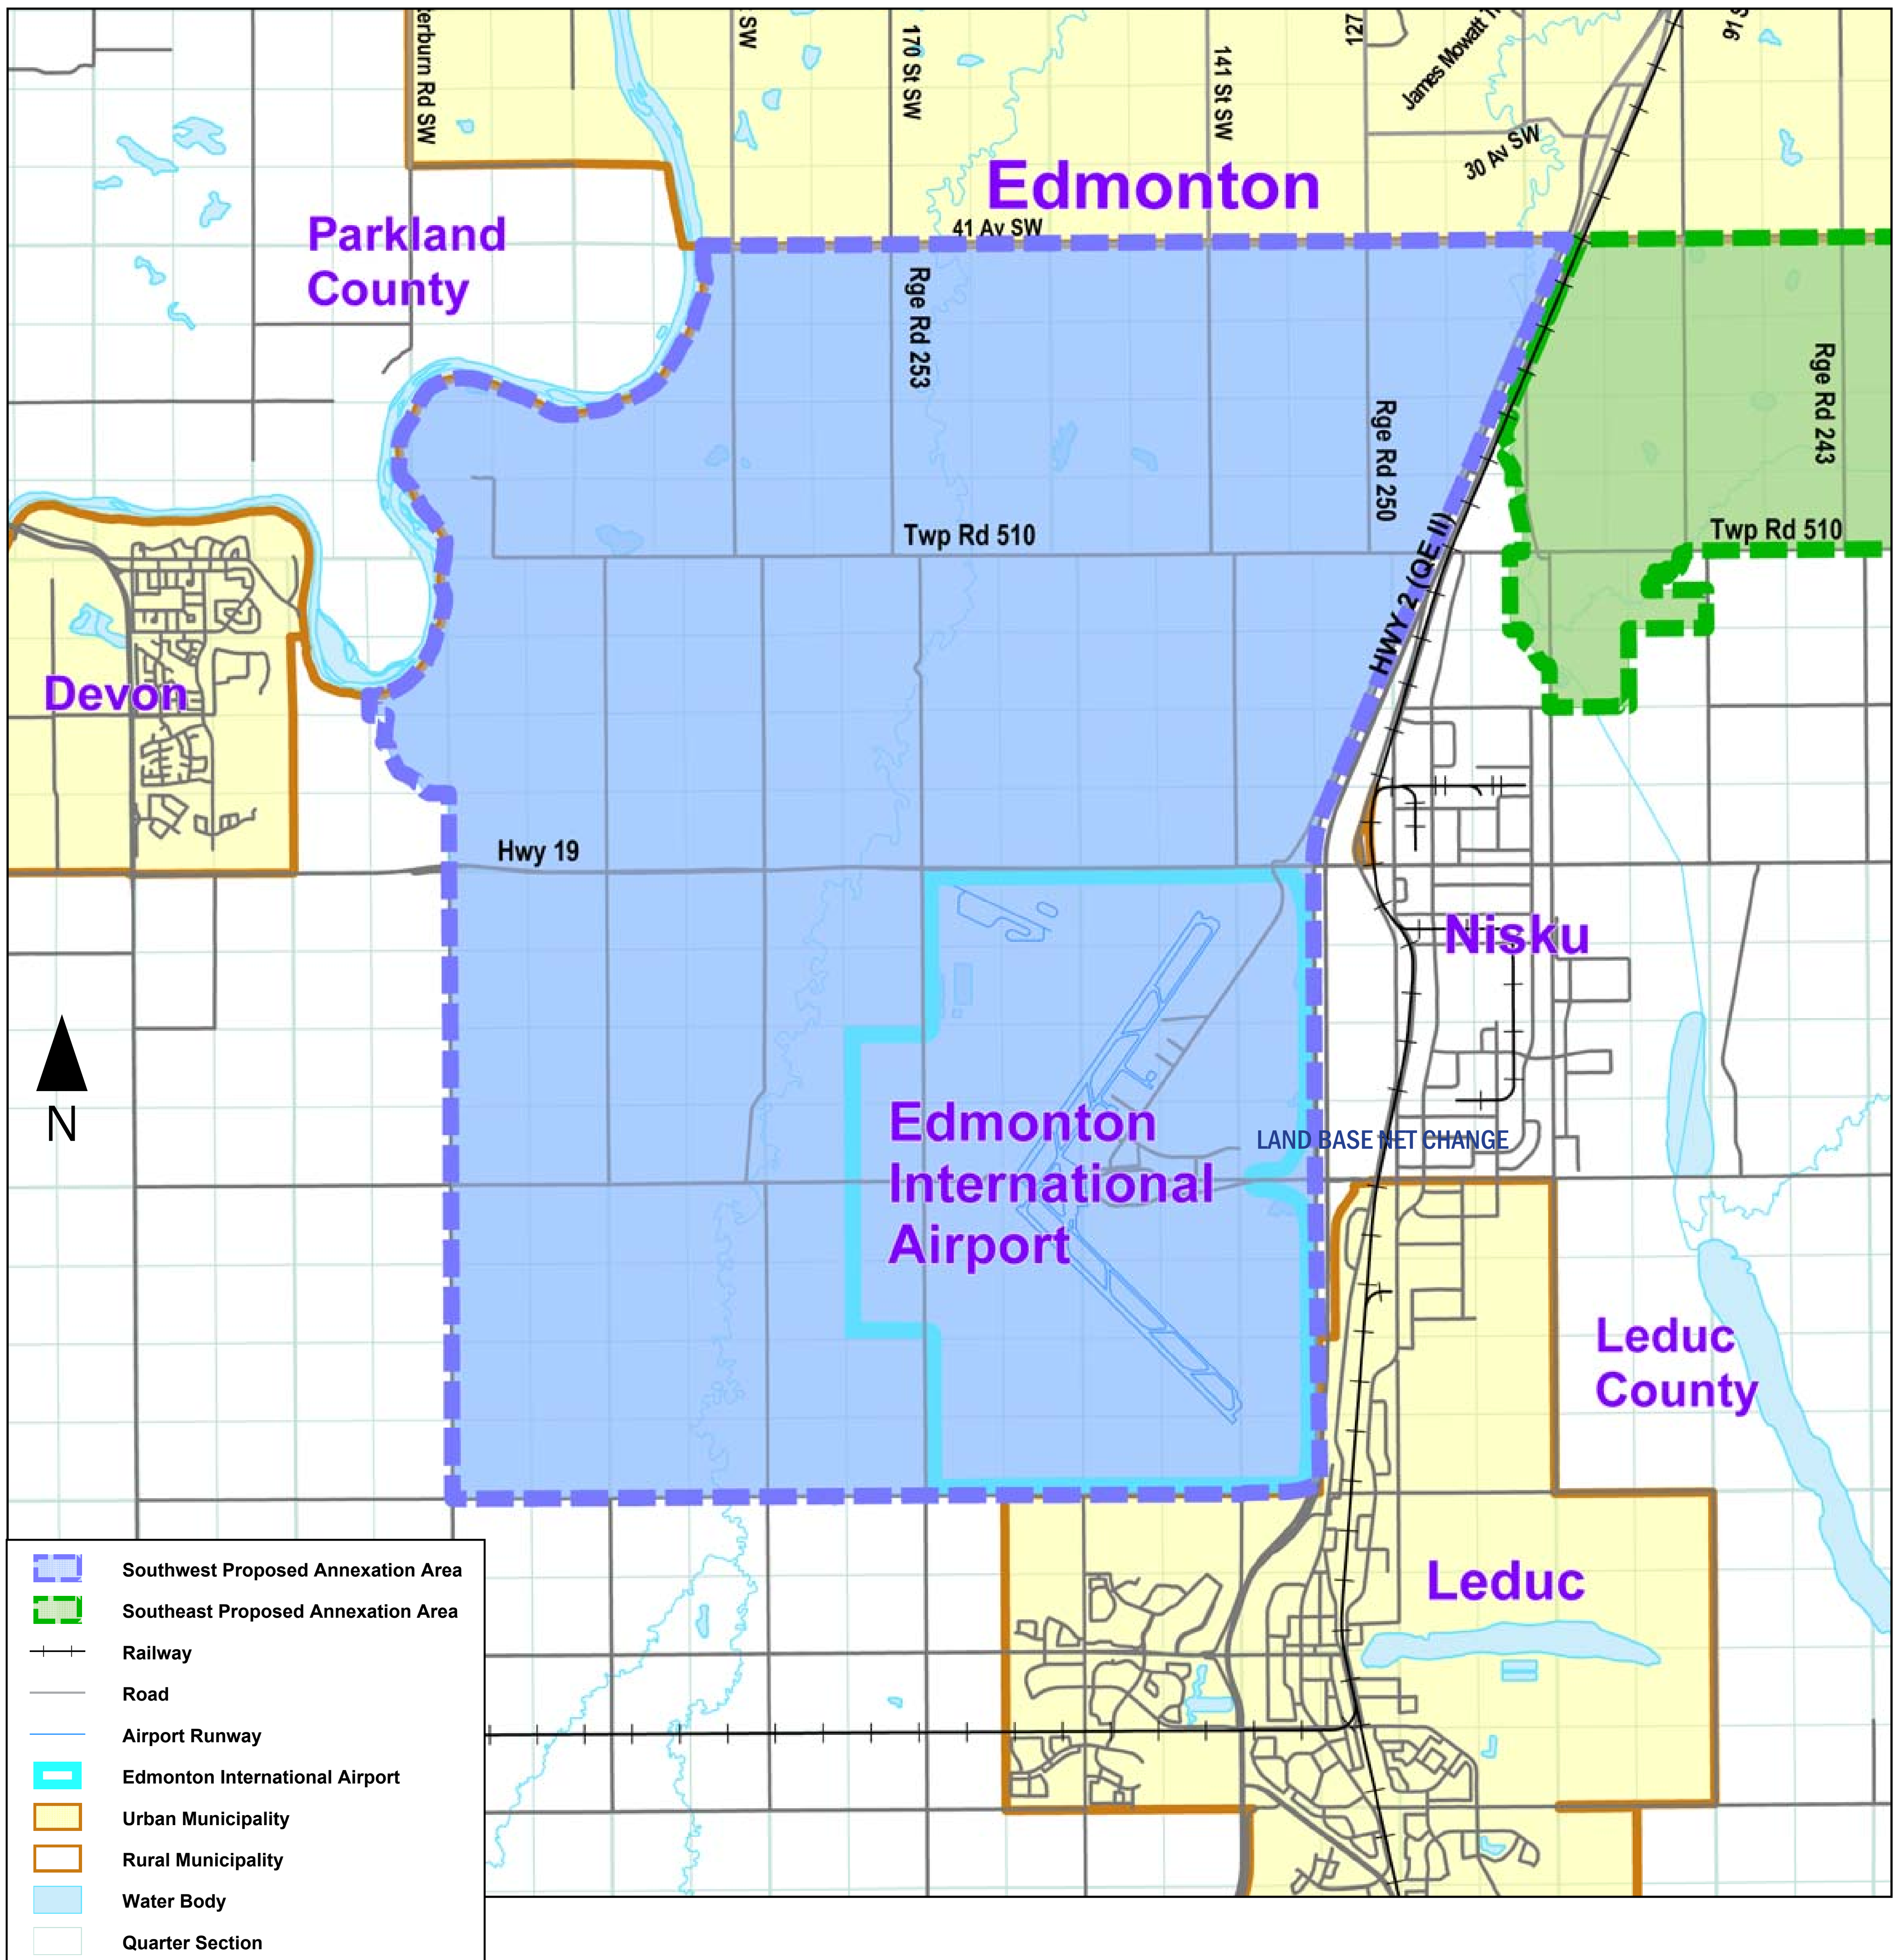 terburn Rd SW
SW
170 St SW
141 St SW
127
James Mowatt
91 S
30 Av SW
Edmonton
41 Av SW
Parkland
County
Rge Rd 253
Rge Rd 250
Rge Rd 243
Twp Rd 510
Twp Rd 510
HWY 2 (QE II)
Devon
Hwy 19
Nisku
N
Edmonton
International
Airport
LAND BASE NET CHANGE
Leduc
County
Leduc
Southwest Proposed Annexation Area
Southeast Proposed Annexation Area
Railway
Road
Airport Runway
Edmonton International Airport
Urban Municipality
Rural Municipality
Water Body
Quarter Section